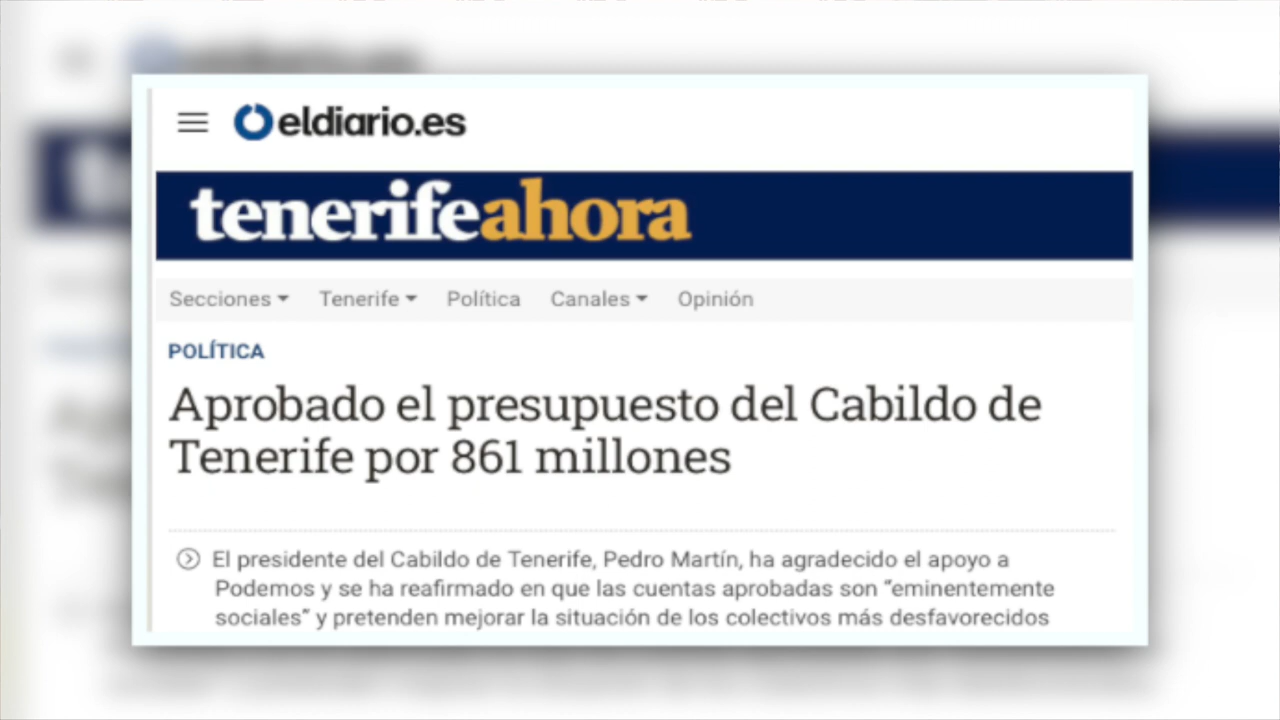 eldiario.es
tenerifeahora
Secciones Tenerife Política Canales Opinión
POLÍTICA
Aprobado el presupuesto del Cabildo de
Tenerife por 861 millones
El presidente del Cabildo de Tenerife, Pedro Martín, ha agradecido el apoyo a
Podemos y se ha reafirmado en que las cuentas aprobadas son “eminentemente
sociales” y pretenden mejorar la situación de los colectivos más desfavorecidos